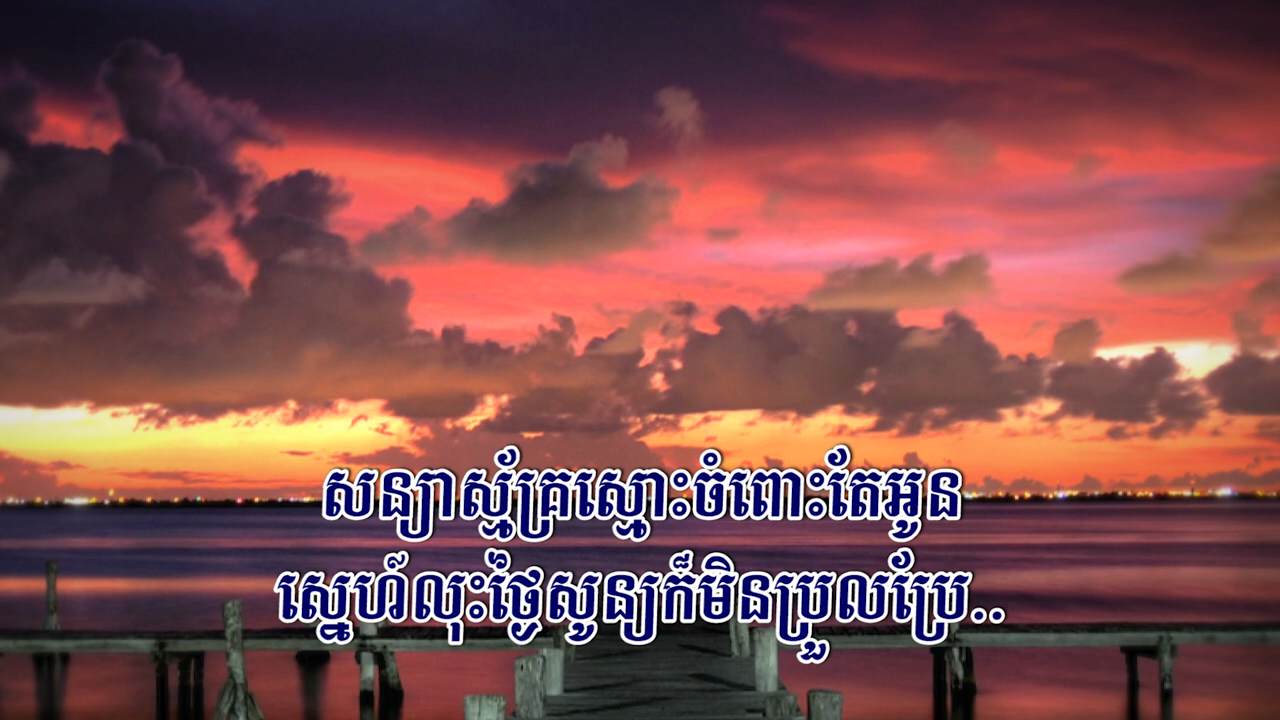 សន្យាស្ម័គ្រស្មោះចំពោះតែអូន
ស្នេហ៍លុះថ្ងៃសូន្យក៏មិនប្រួលប្រែ..